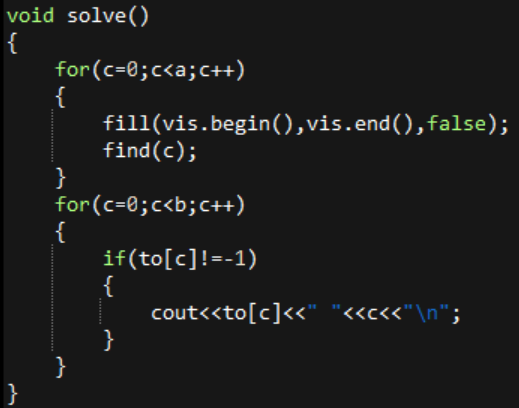 void solve()
{
    for(c=0;c<a;c++)
    {
        fill(vis.begin(),vis.end(),false);
        find(c);
    }
    for(c=0;c<b;c++)
    {
        if(to[c]!=-1)
        {
            cout<<to[c]<<" "<<c<<"\n";
        }
    }
}